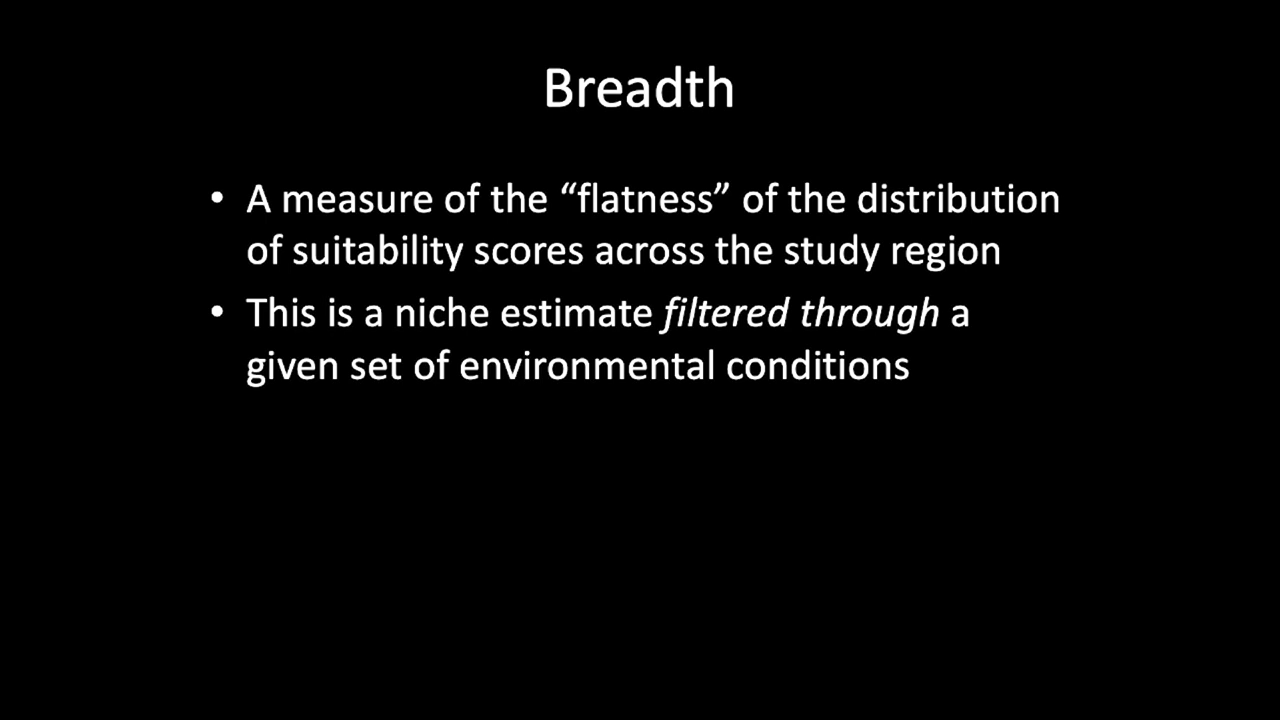 Breadth
• A measure of the “flatness” of the distribution
of suitability scores across the study region
• This is a niche estimate filtered through a
given set of environmental conditions